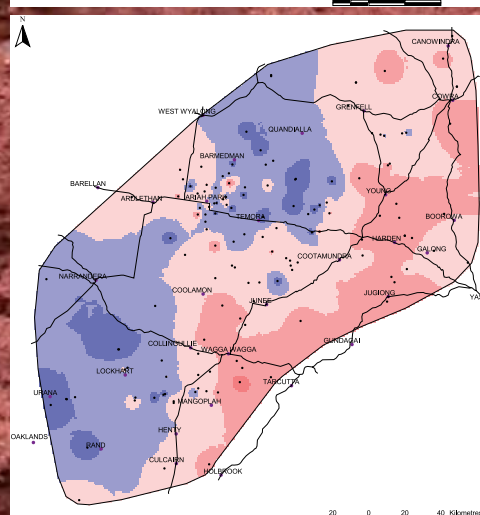 N
CANOWINDRA
COWRA
GRENFELL
WEST WYALONG
QUANDIALLA
BARMEDMAN
BARELLAN
YOUNG
ARDLETHAN
ARIAH PARK
TEMORA
BOOROWA
HARDEN
GALONG
COOTAMUNDRA
NARRANDERA
COOLAMON
JUGIONG
YA
JUNEE
GUNDAGAI
COLLINGULLIE
WAGGA WAGGA
LOCKHART
TARCUTTA
URANA
MANGOPLAH
OAKLANDS
HENTY
RAND
CULCAIRN
HOLBROOK
20 0 20 40 Kilometres